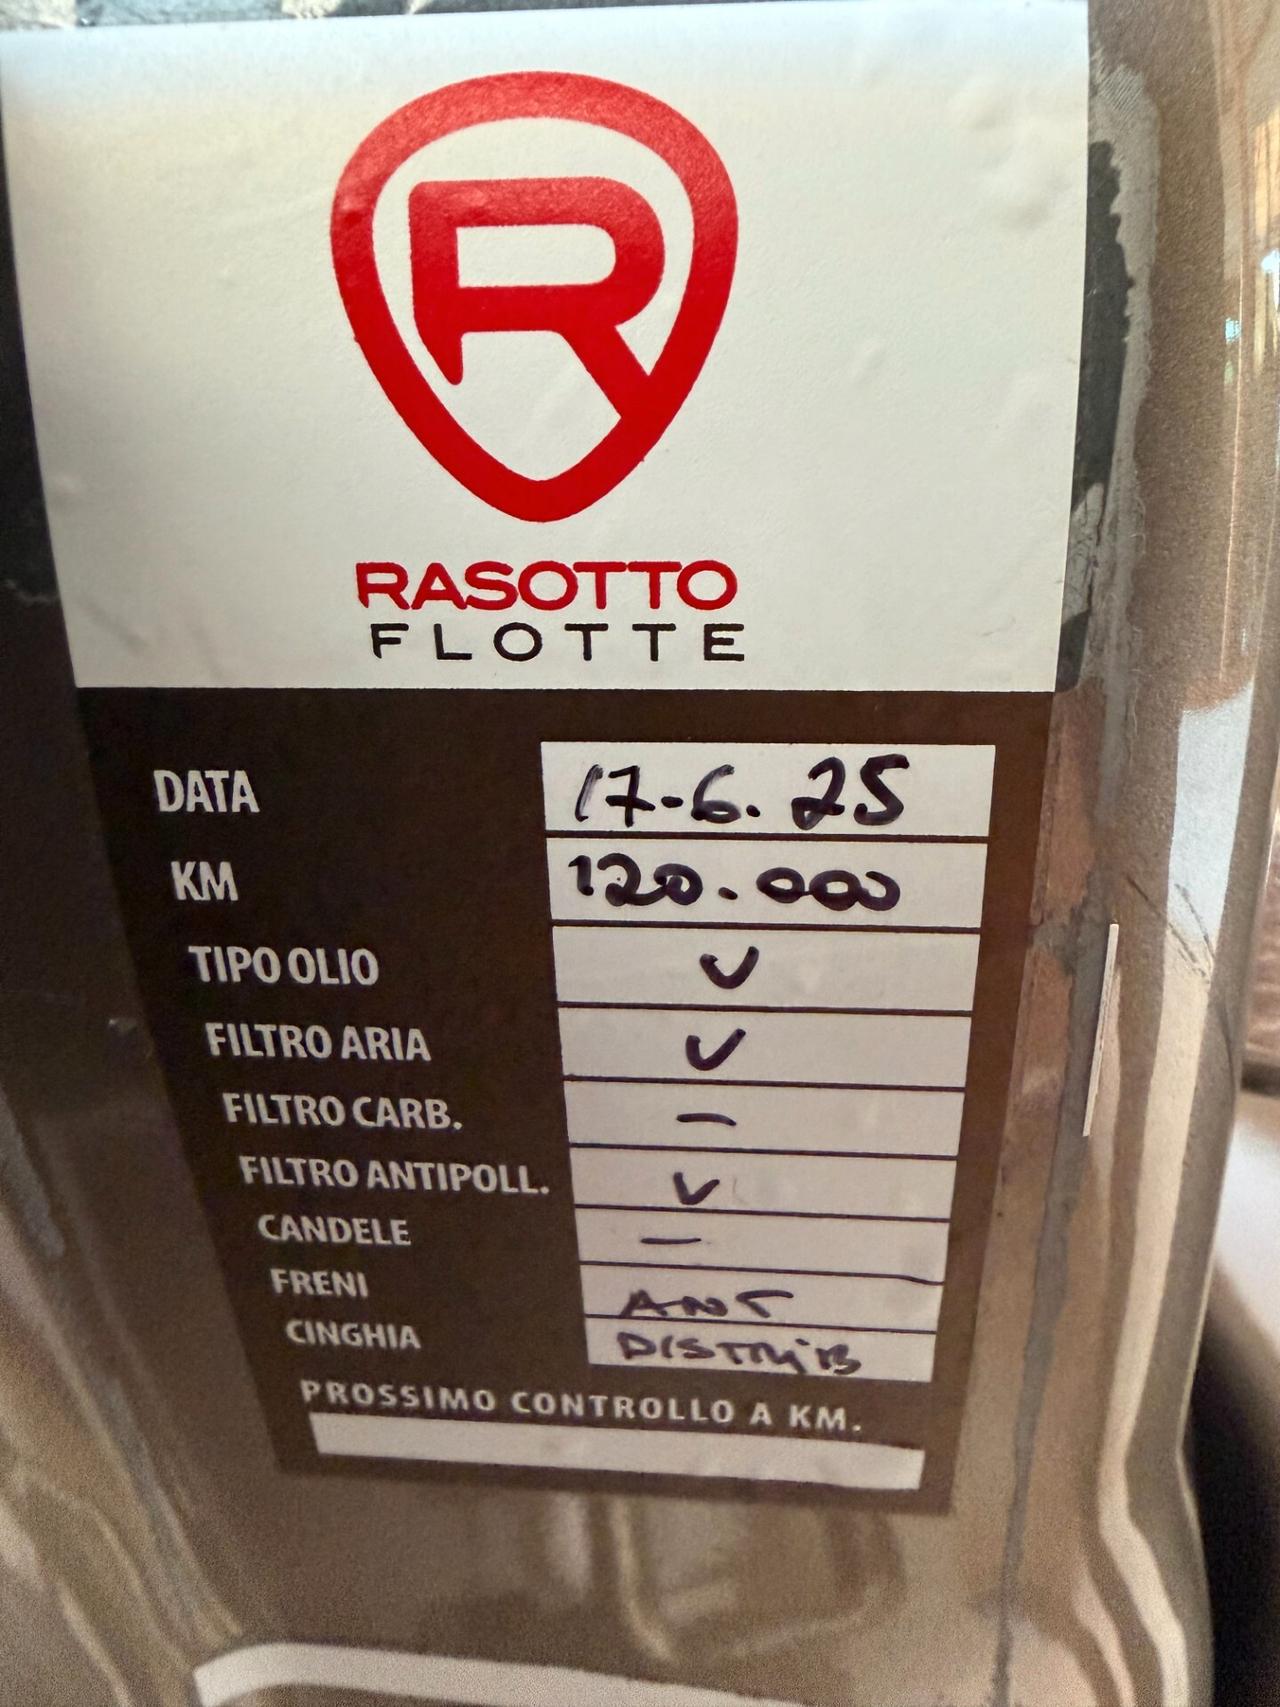 R
RASOTTO
FLOTTE
DATA 17-6.25
KM 120.000
TIPO OLIO ✓
FILTRO ARIA ✓
FILTRO CARB. –
FILTRO ANTIPOLL. ✓
CANDELE –
FRENI ANT
CINGHIA DISTRIB
PROSSIMO CONTROLLO A KM.